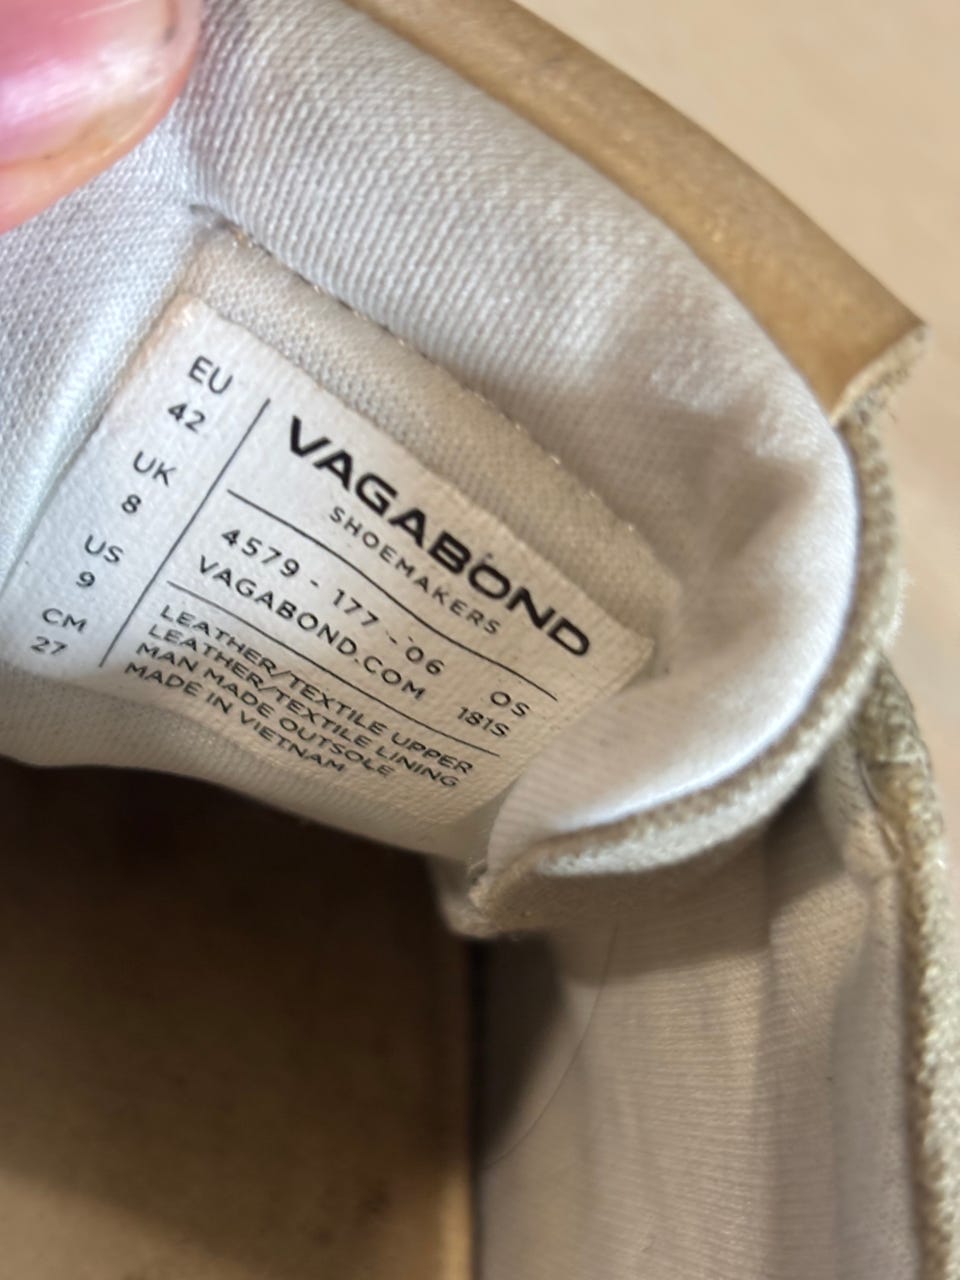 EU
42
UK
8
US
9
CM
27
VAGABOND
SHOEMAKERS
4579 - 177 - 06 OS
VAGABOND.COM 181S
LEATHER/TEXTILE UPPER
LEATHER/TEXTILE LINING
MAN MADE OUTSOLE
MADE IN VIETNAM